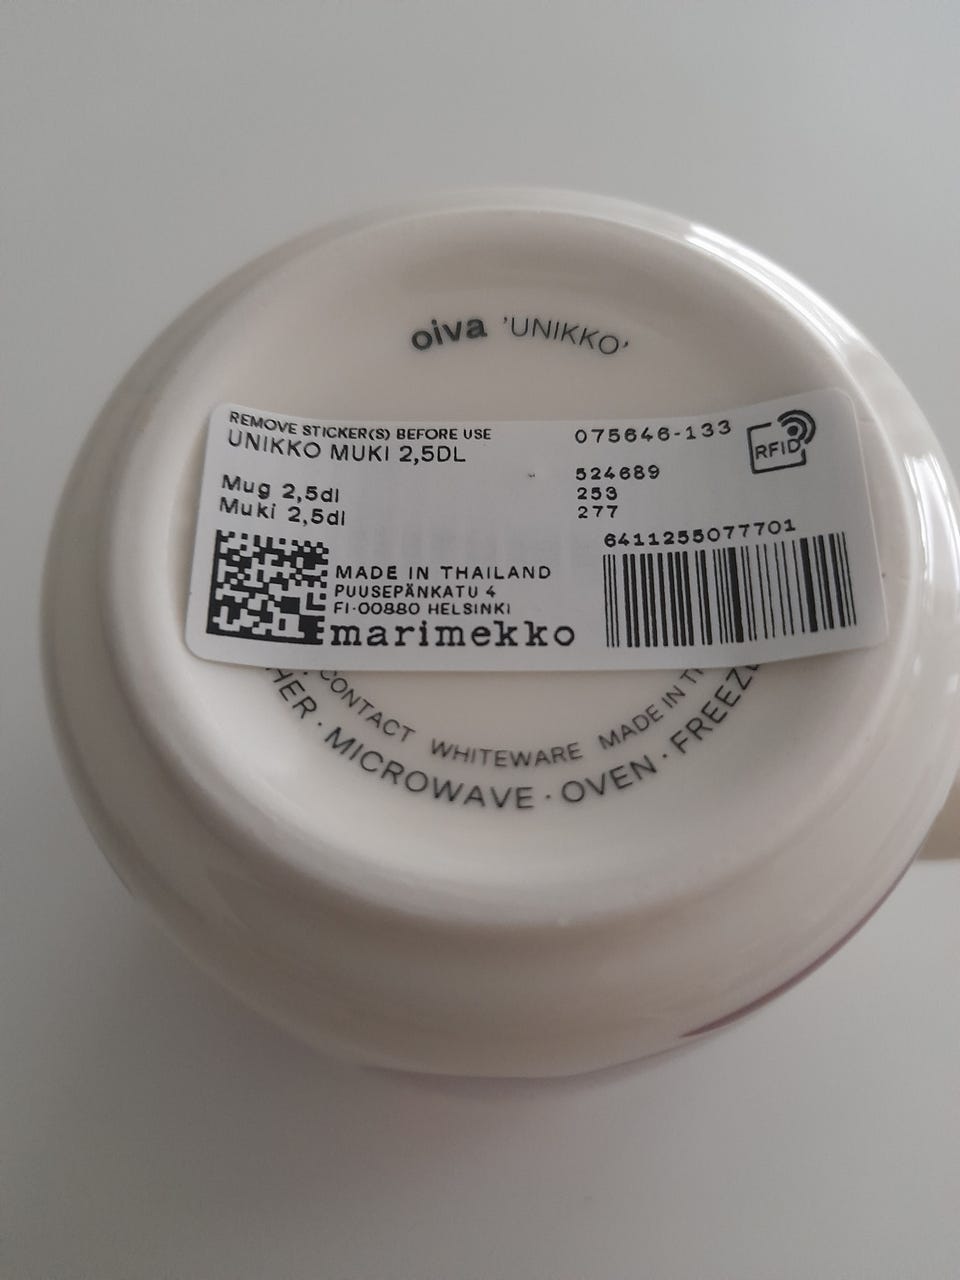 oiva 'UNIKKO'
REMOVE STICKER(S) BEFORE USE
UNIKKO MUKI 2,5DL
075646-133
RFID
524689
253
277
Mug 2,5dl
Muki 2,5dl
6411255077701
MADE IN THAILAND
PUUSEPÄNKATU 4
FI-00880 HELSINKI
marimekko
CONTACT WHITEWARE MADE IN
MICROWAVE · OVEN ·